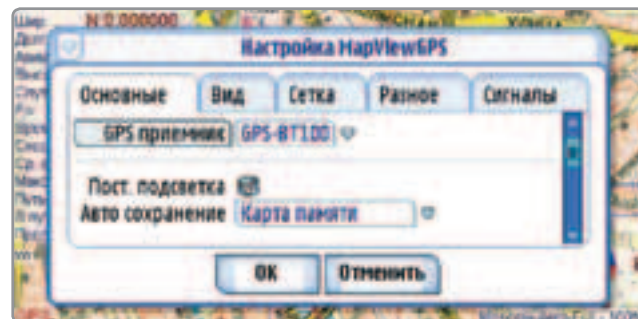 Шир. N 0.000000
Настройка MapViewGPS
Основные Вид Сетка Разное Сигналы
GPS приемник GPS-BT100
Пост. подсветка
Авто сохранение Карта памяти
OK Отменить